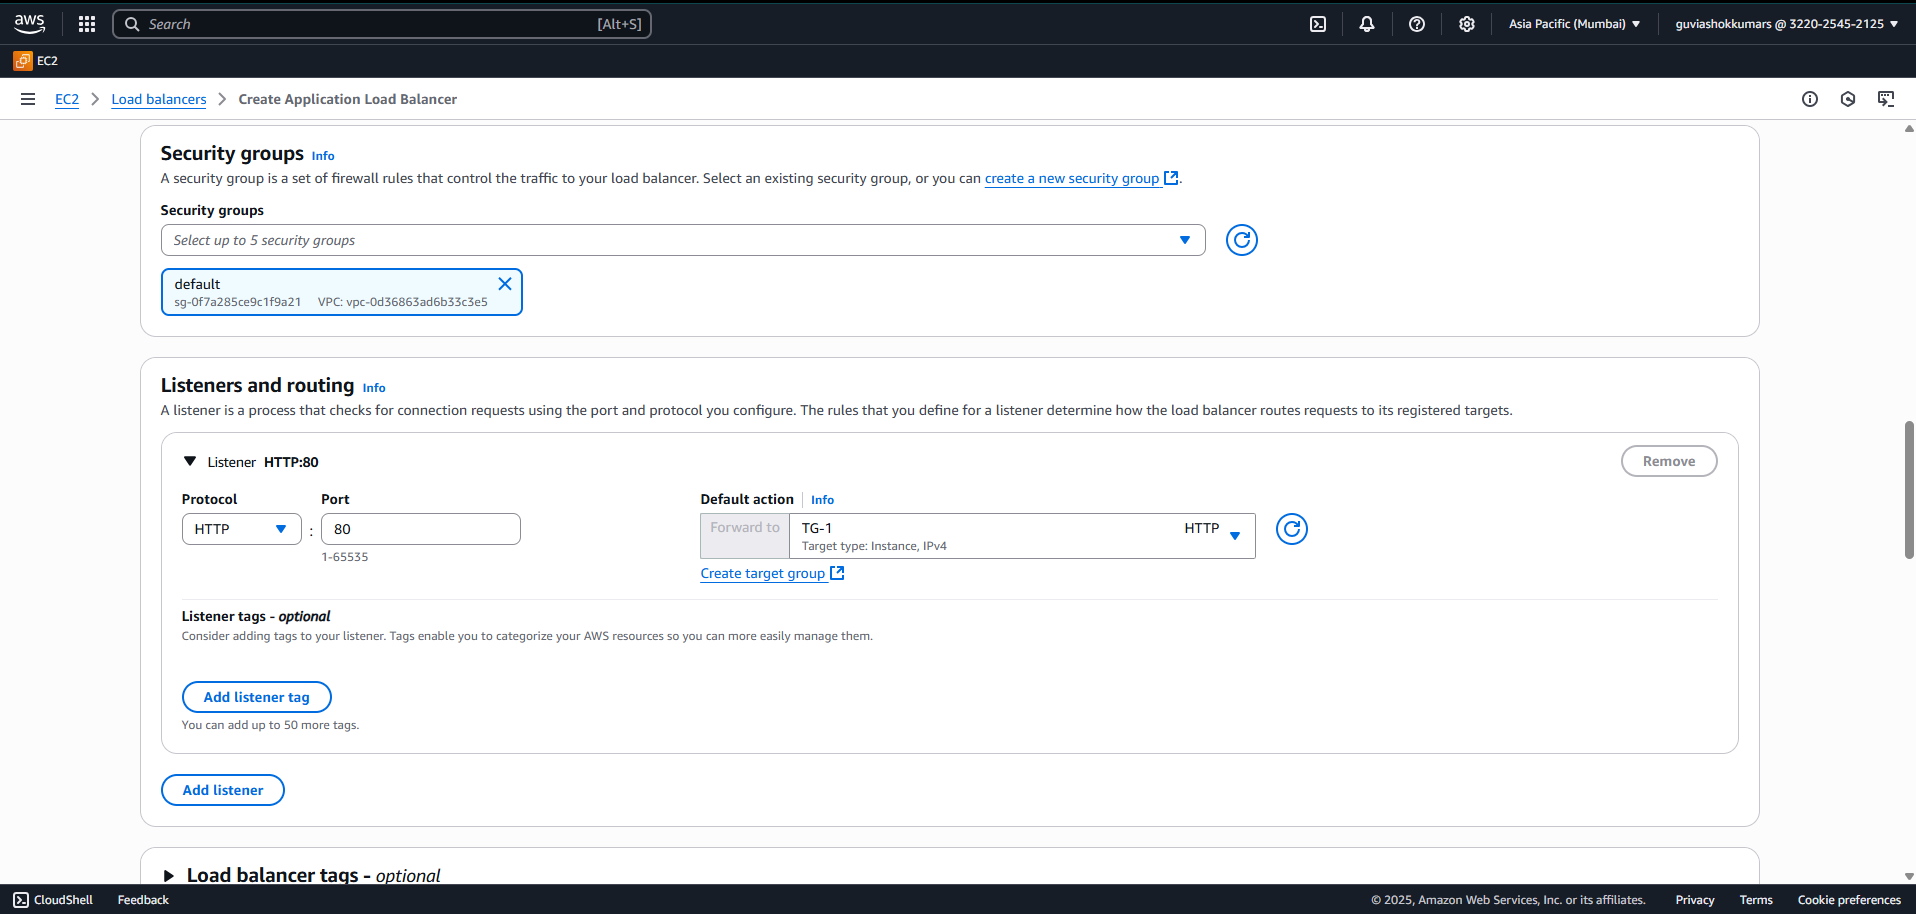 aws
Search [Alt+S]
Asia Pacific (Mumbai)
guviashokkumars @ 3220-2545-2125
EC2
EC2 > Load balancers > Create Application Load Balancer
Security groups Info
A security group is a set of firewall rules that control the traffic to your load balancer. Select an existing security group, or you can create a new security group.
Security groups
Select up to 5 security groups
default
sg-0f7a285ce9c1f9a21 VPC: vpc-0d36863ad6b33c3e5
Listeners and routing Info
A listener is a process that checks for connection requests using the port and protocol you configure. The rules that you define for a listener determine how the load balancer routes requests to its registered targets.
Listener HTTP:80
Remove
Protocol Port Default action | Info
HTTP : 80
1-65535
Forward to TG-1 HTTP
Target type: Instance, IPv4
Create target group
Listener tags - optional
Consider adding tags to your listener. Tags enable you to categorize your AWS resources so you can more easily manage them.
Add listener tag
You can add up to 50 more tags.
Add listener
Load balancer tags - optional
CloudShell Feedback © 2025, Amazon Web Services, Inc. or its affiliates. Privacy Terms Cookie preferences